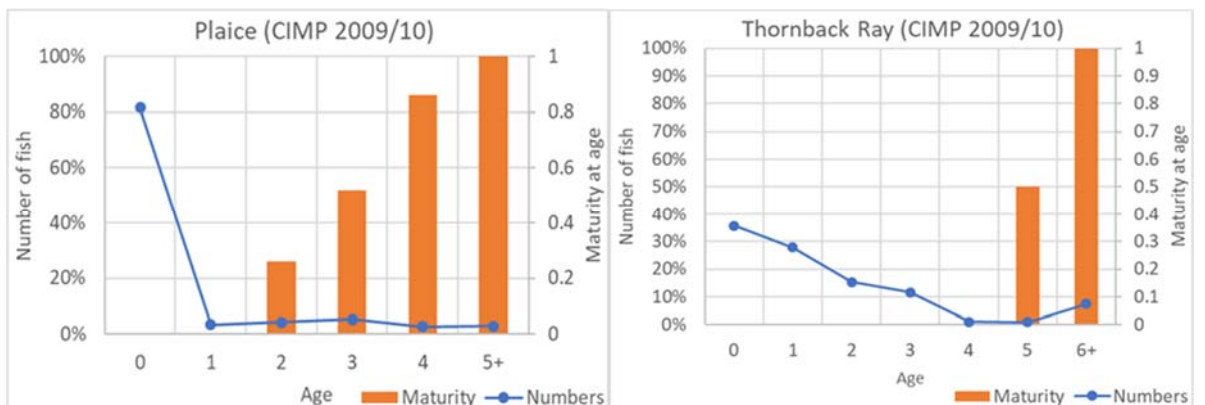 Plaice (CIMP 2009/10)
Number of fish
100%
80%
60%
40%
20%
0%
1
0.8
0.6
0.4
0.2
0
Maturity at age
0 1 2 3 4 5+
Age
Maturity Numbers
Thornback Ray (CIMP 2009/10)
Number of fish
100%
90%
80%
70%
60%
50%
40%
30%
20%
10%
0%
1
0.9
0.8
0.7
0.6
0.5
0.4
0.3
0.2
0.1
0
Maturity at age
0 1 2 3 4 5 6+
Age
Maturity Numbers